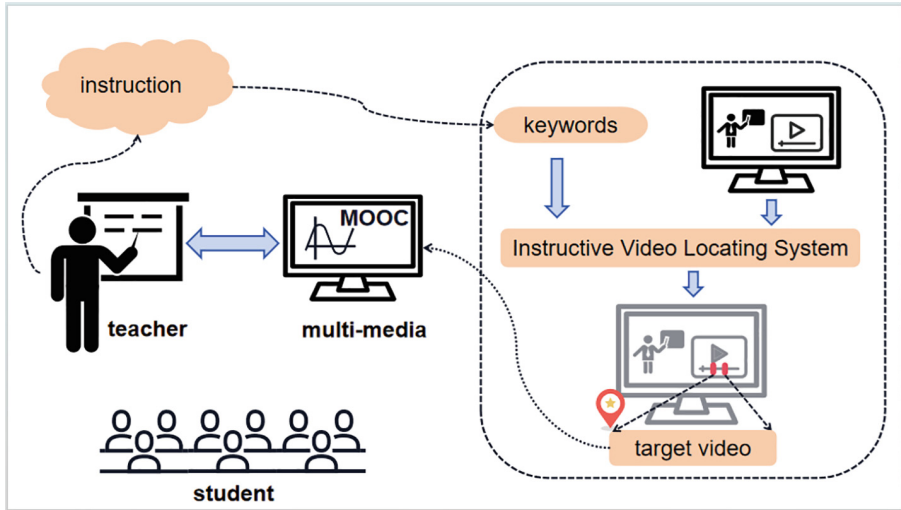 instruction
keywords
MOOC
Instructive Video Locating System
teacher
multi-media
target video
student